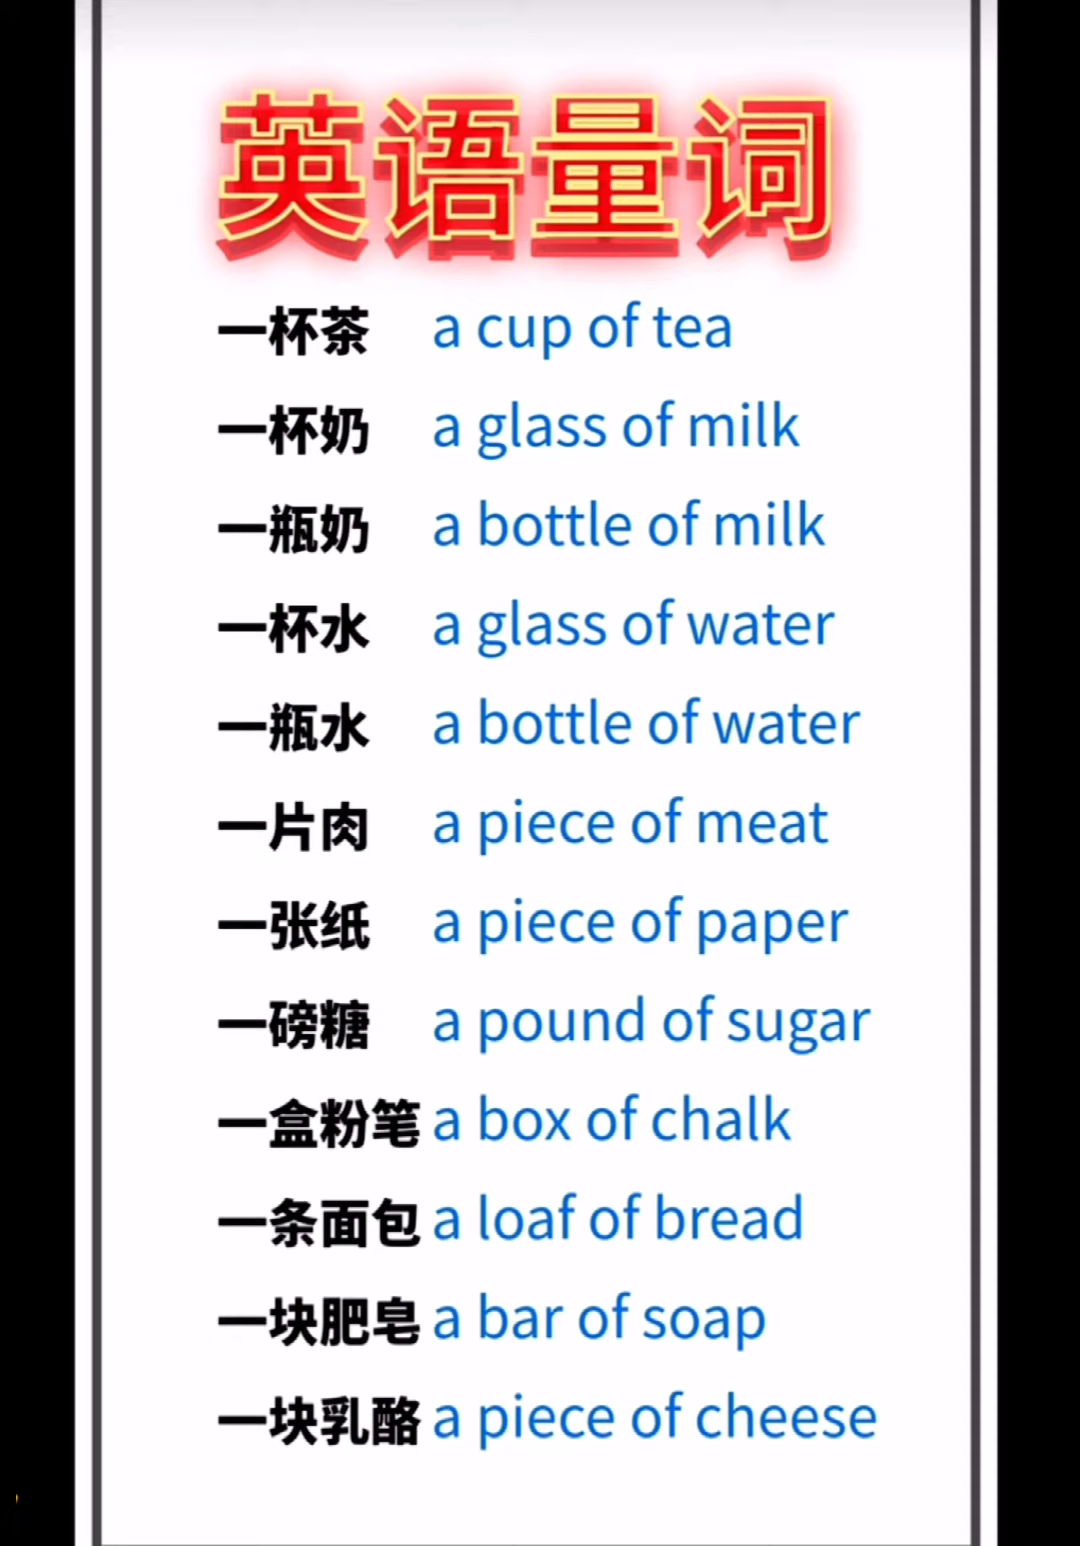 英语量词
一杯茶 a cup of tea
一杯奶 a glass of milk
一瓶奶 a bottle of milk
一杯水 a glass of water
一瓶水 a bottle of water
一片肉 a piece of meat
一张纸 a piece of paper
一磅糖 a pound of sugar
一盒粉笔 a box of chalk
一条面包 a loaf of bread
一块肥皂 a bar of soap
一块乳酪 a piece of cheese